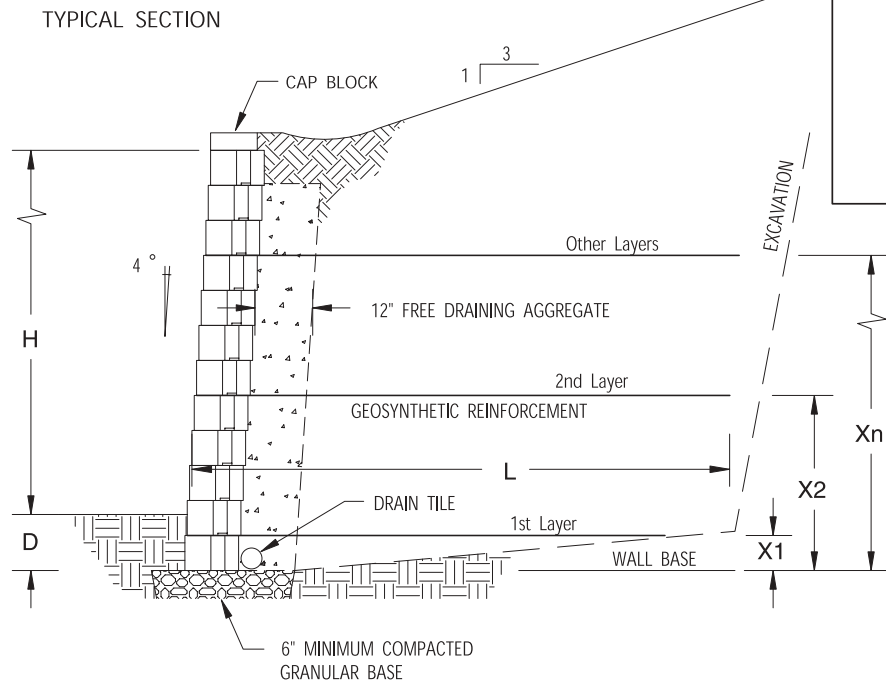 TYPICAL SECTION
3
1
CAP BLOCK
EXCAVATION
Other Layers
4 °
12" FREE DRAINING AGGREGATE
H
2nd Layer
GEOSYNTHETIC REINFORCEMENT
Xn
L
X2
DRAIN TILE
1st Layer
D
WALL BASE
X1
6" MINIMUM COMPACTED
GRANULAR BASE